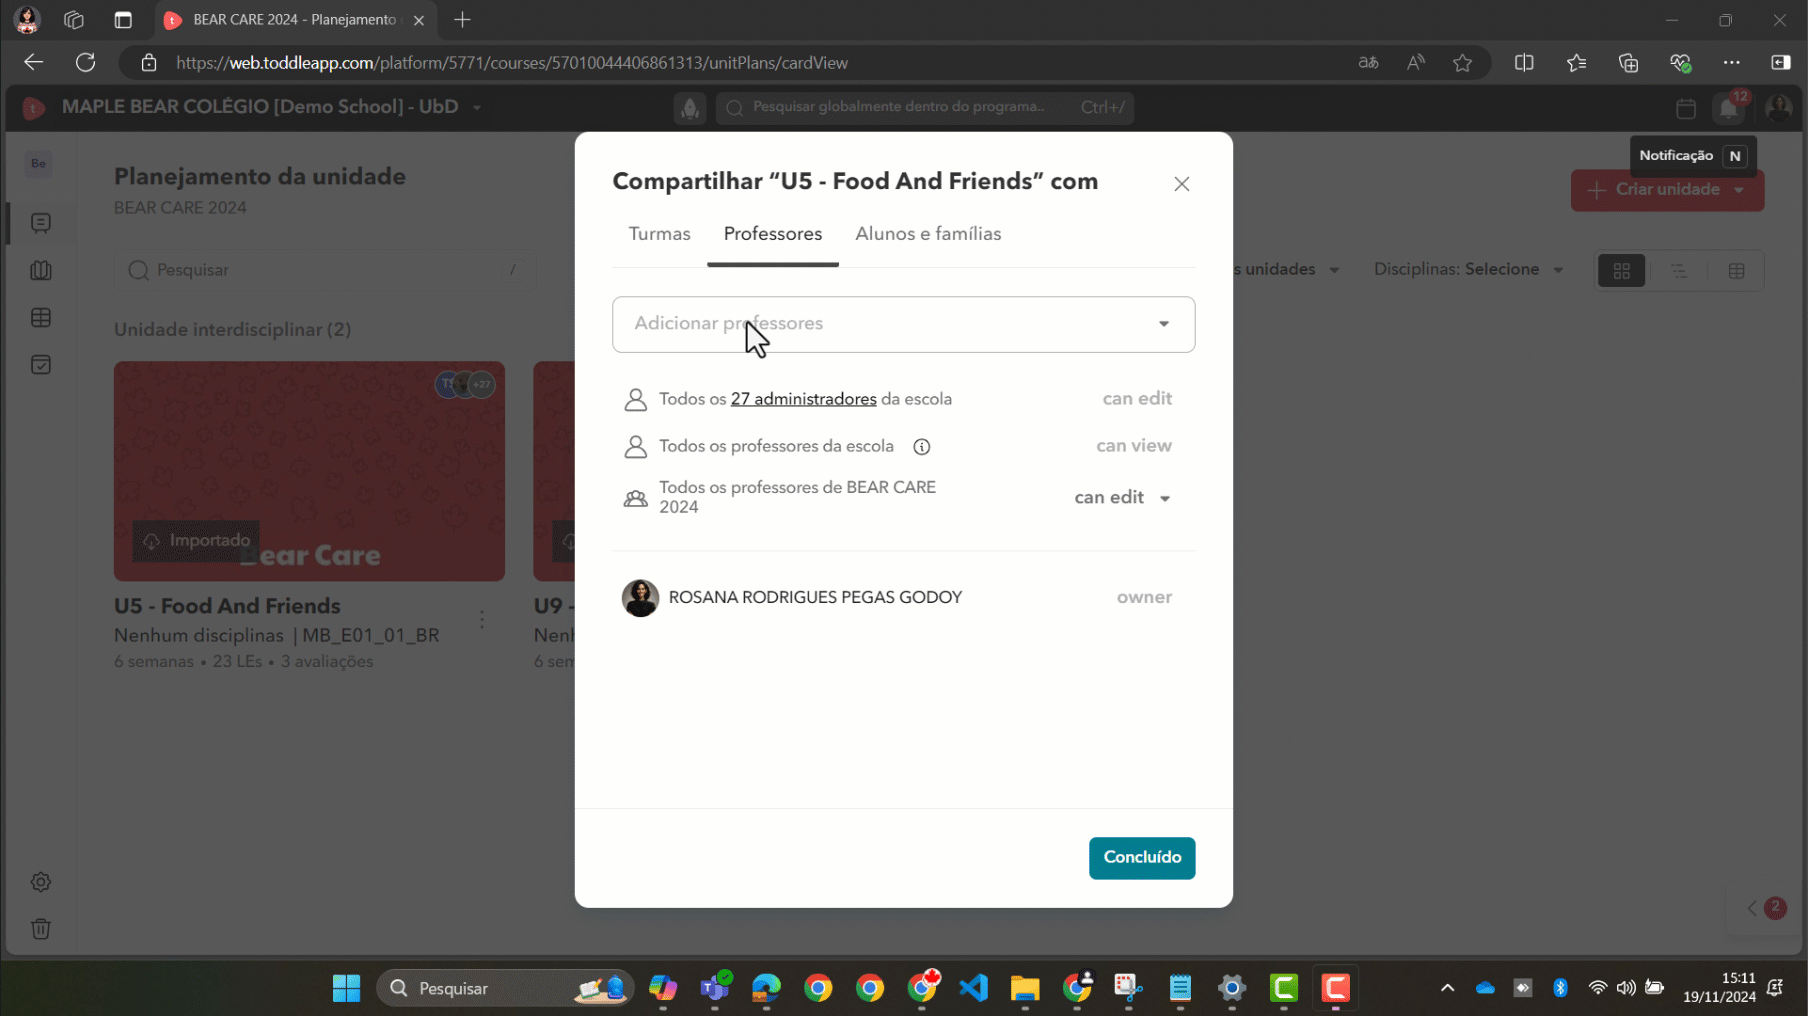 BEAR CARE 2024 - Planejamento
https://web.toddleapp.com/platform/5771/courses/57010044406861313/unitPlans/cardView
MAPLE BEAR COLÉGIO [Demo School] - UbD
Pesquisar globalmente dentro do programa..
Ctrl+/
12
Notificação N
Be
Planejamento da unidade
BEAR CARE 2024
Criar unidade
Pesquisar /
s unidades
Disciplinas: Selecione
Unidade interdisciplinar (2)
TS
+27
Importado
Bear Care
U5 - Food And Friends
Nenhum disciplinas | MB_E01_01_BR
6 semanas • 23 LEs • 3 avaliações
U9 -
Nenh
6 sem
Compartilhar “U5 - Food And Friends” com
Turmas
Professores
Alunos e famílias
Adicionar professores
Todos os 27 administradores da escola
can edit
Todos os professores da escola
can view
Todos os professores de BEAR CARE
2024
can edit
ROSANA RODRIGUES PEGAS GODOY
owner
Concluído
2
Pesquisar
15:11
19/11/2024